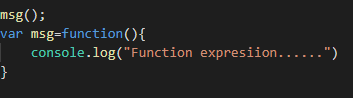 msg();
var msg=function(){
    console.log("Function expresiion......")
}